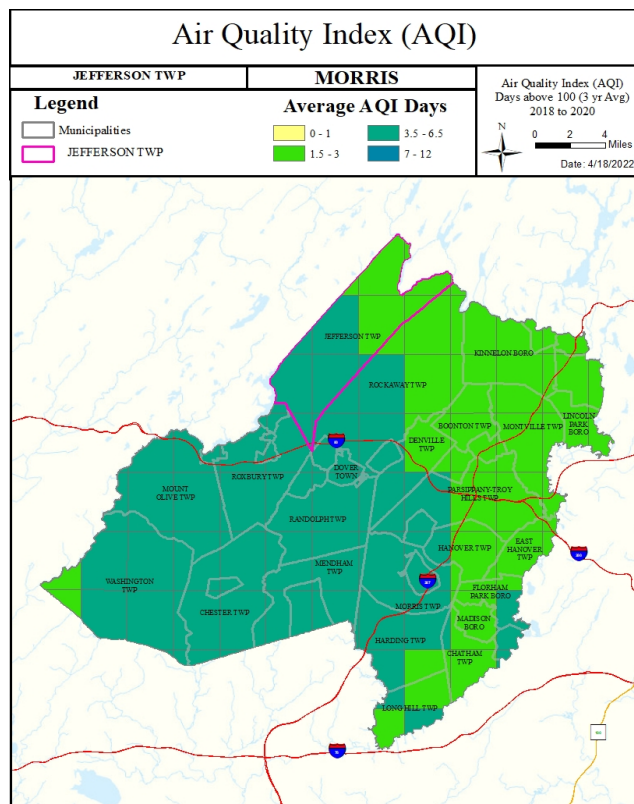 Air Quality Index (AQI)
JEFFERSON TWP
MORRIS
Legend
Municipalities
JEFFERSON TWP
Average AQI Days
0 - 1
1.5 - 3
3.5 - 6.5
7 - 12
Air Quality Index (AQI)
Days above 100 (3 yr Avg)
2018 to 2020
N
0 2 4
Miles
Date: 4/18/2022
JEFFERSON TWP
KINNELON BORO
ROCKAWAY TWP
LINCOLN
PARK
BORO
BOONTON TWP
MONTVILLE TWP
DENVILLE
TWP
80
DOVER
TOWN
ROXBURY TWP
MOUNT
OLIVE TWP
PARSIPPANY-TROY
HILLS TWP
RANDOLPH TWP
HANOVER TWP
EAST
HANOVER
TWP
280
MENDHAM
TWP
WASHINGTON
TWP
287
FLORHAM
PARK BORO
CHESTER TWP
MORRIS TWP
MADISON
BORO
HARDING TWP
CHATHAM
TWP
LONG HILL TWP
78